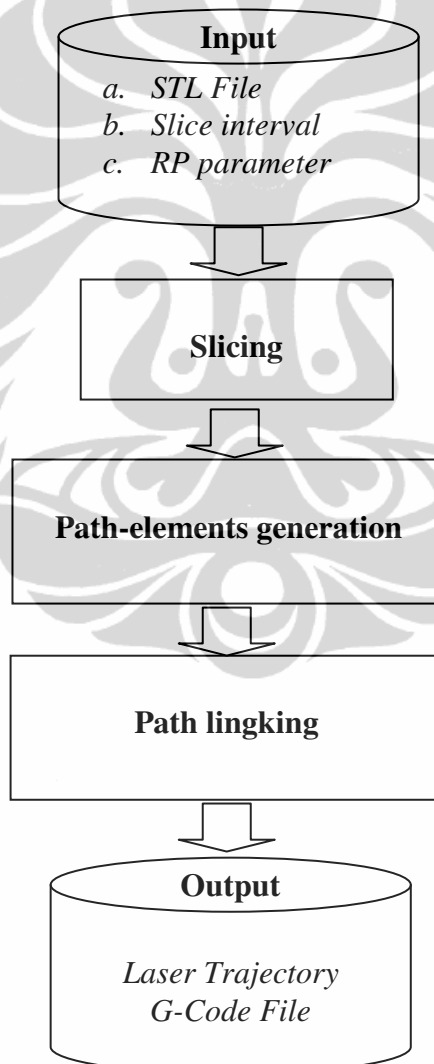 Input
a. STL File
b. Slice interval
c. RP parameter
Slicing
Path-elements generation
Path lingking
Output
Laser Trajectory
G-Code File